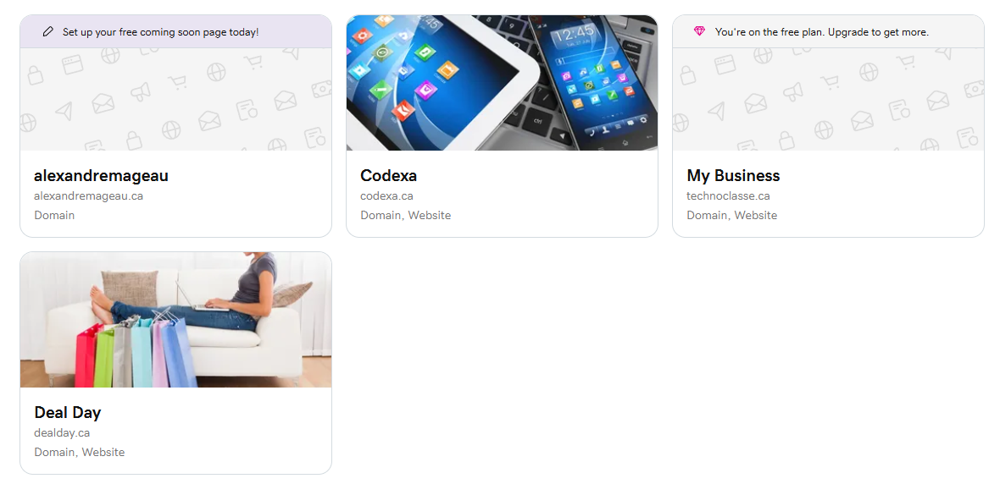 Set up your free coming soon page today!
alexandremageau
alexandremageau.ca
Domain
12:45
Ctrl
Codexa
codexa.ca
Domain, Website
You're on the free plan. Upgrade to get more.
My Business
technoclasse.ca
Domain, Website
Deal Day
dealday.ca
Domain, Website